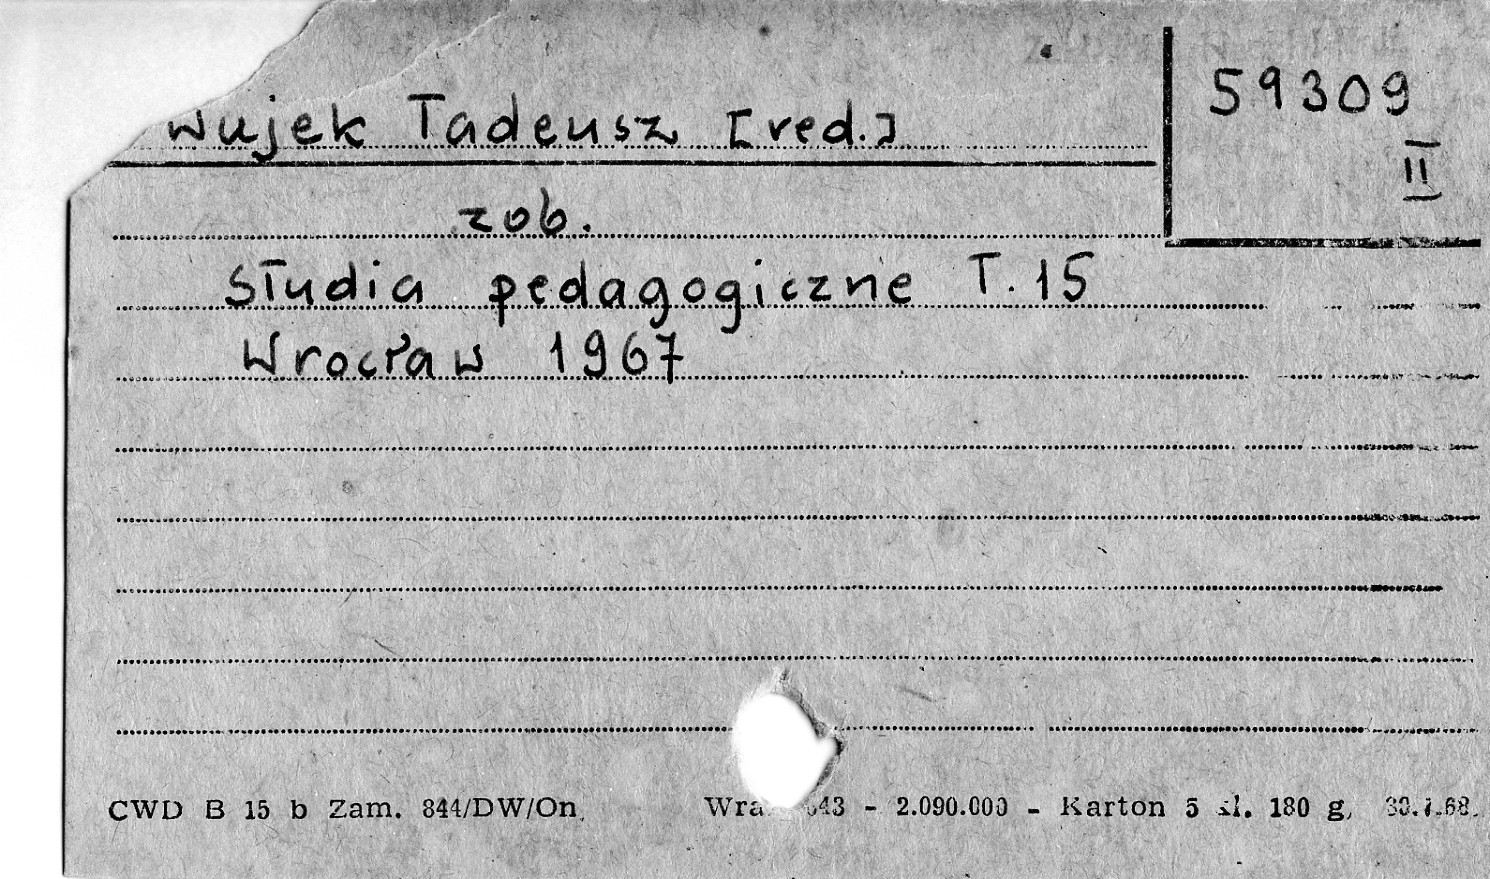 Wujek Tadeusz [red.]
59309
II
zob.
Studia pedagogiczne T. 15
Wrocław 1967
CWD B 15 b Zam. 844/DW/On, - 2.090.000 - Karton 5 kl. 180 g,